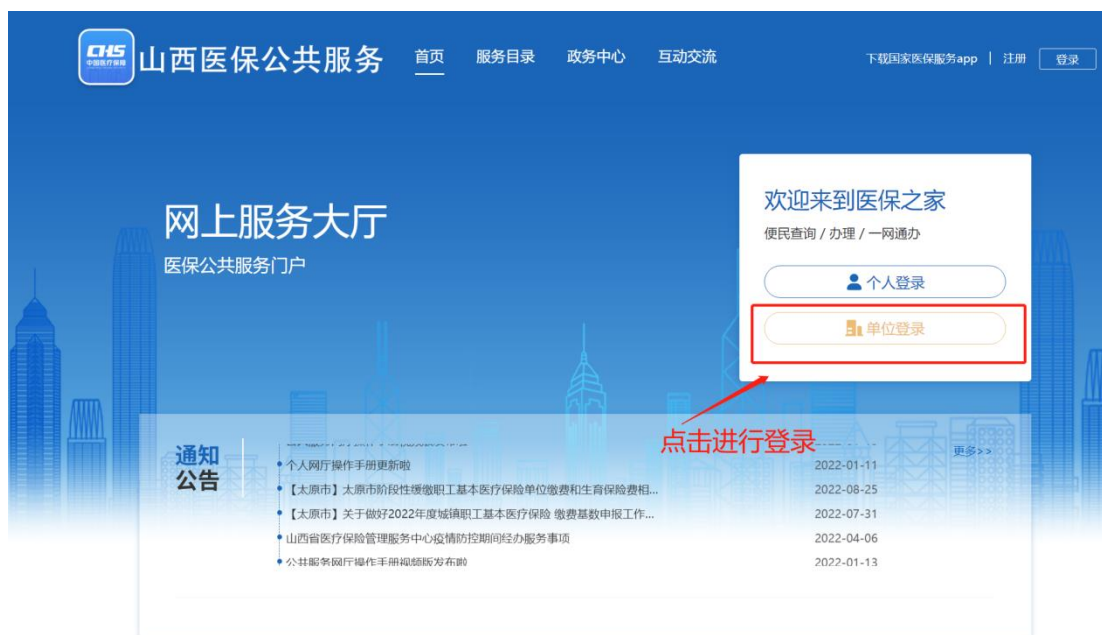 CHS
中国医疗保障
山西医保公共服务
首页 服务目录 政务中心 互动交流
下载国家医保服务app | 注册 登录
网上服务大厅
医保公共服务门户
欢迎来到医保之家
便民查询 / 办理 / 一网通办
个人登录
单位登录
点击进行登录
通知
公告
更多>>
个人网厅操作手册更新啦 2022-01-11
【太原市】太原市阶段性缓缴职工基本医疗保险单位缴费和生育保险费相... 2022-08-25
【太原市】关于做好2022年度城镇职工基本医疗保险 缴费基数申报工作... 2022-07-31
山西省医疗保险管理服务中心疫情防控期间经办服务事项 2022-04-06
公共服务网厅操作手册视频版发布啦 2022-01-13